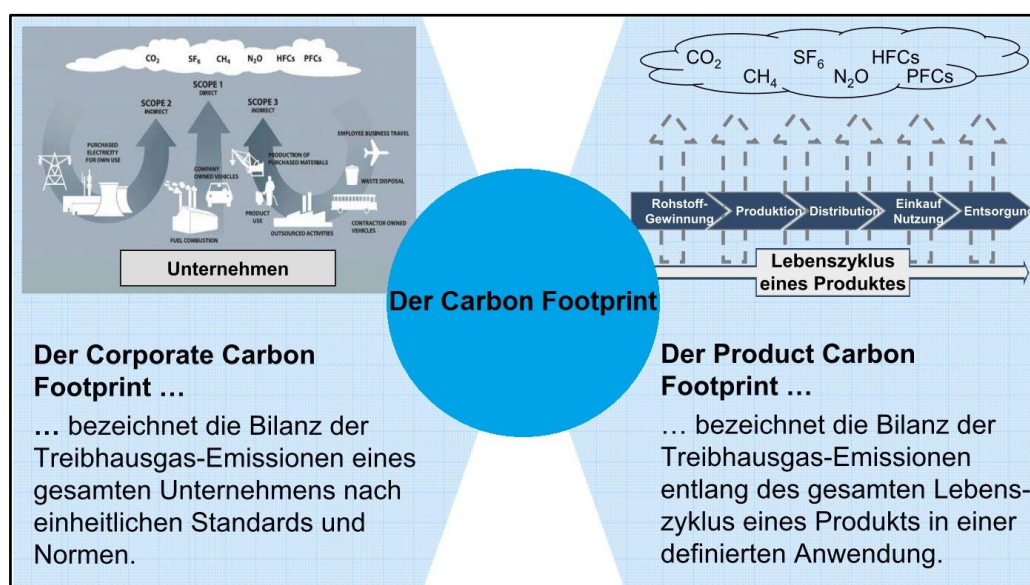 CO2 SF6 CH4 N2O HFCs PFCs
SCOPE 1
DIRECT
SCOPE 2
INDIRECT
SCOPE 3
INDIRECT
PURCHASED
ELECTRICITY
FOR OWN USE
COMPANY
OWNED VEHICLES
FUEL COMBUSTION
PRODUCTION OF
PURCHASED MATERIALS
PRODUCT
USE
OUTSOURCED ACTIVITIES
EMPLOYEE BUSINESS TRAVEL
WASTE DISPOSAL
CONTRACTOR OWNED
VEHICLES
Unternehmen
Der Corporate Carbon
Footprint …
… bezeichnet die Bilanz der
Treibhausgas-Emissionen eines
gesamten Unternehmens nach
einheitlichen Standards und
Normen.
Der Carbon Footprint
CO2 SF6 HFCs
CH4 N2O PFCs
Rohstoff-
Gewinnung
Produktion
Distribution
Einkauf
Nutzung
Entsorgung
Lebenszyklus
eines Produktes
Der Product Carbon
Footprint …
… bezeichnet die Bilanz der
Treibhausgas-Emissionen
entlang des gesamten Lebens-
zyklus eines Produkts in einer
definierten Anwendung.